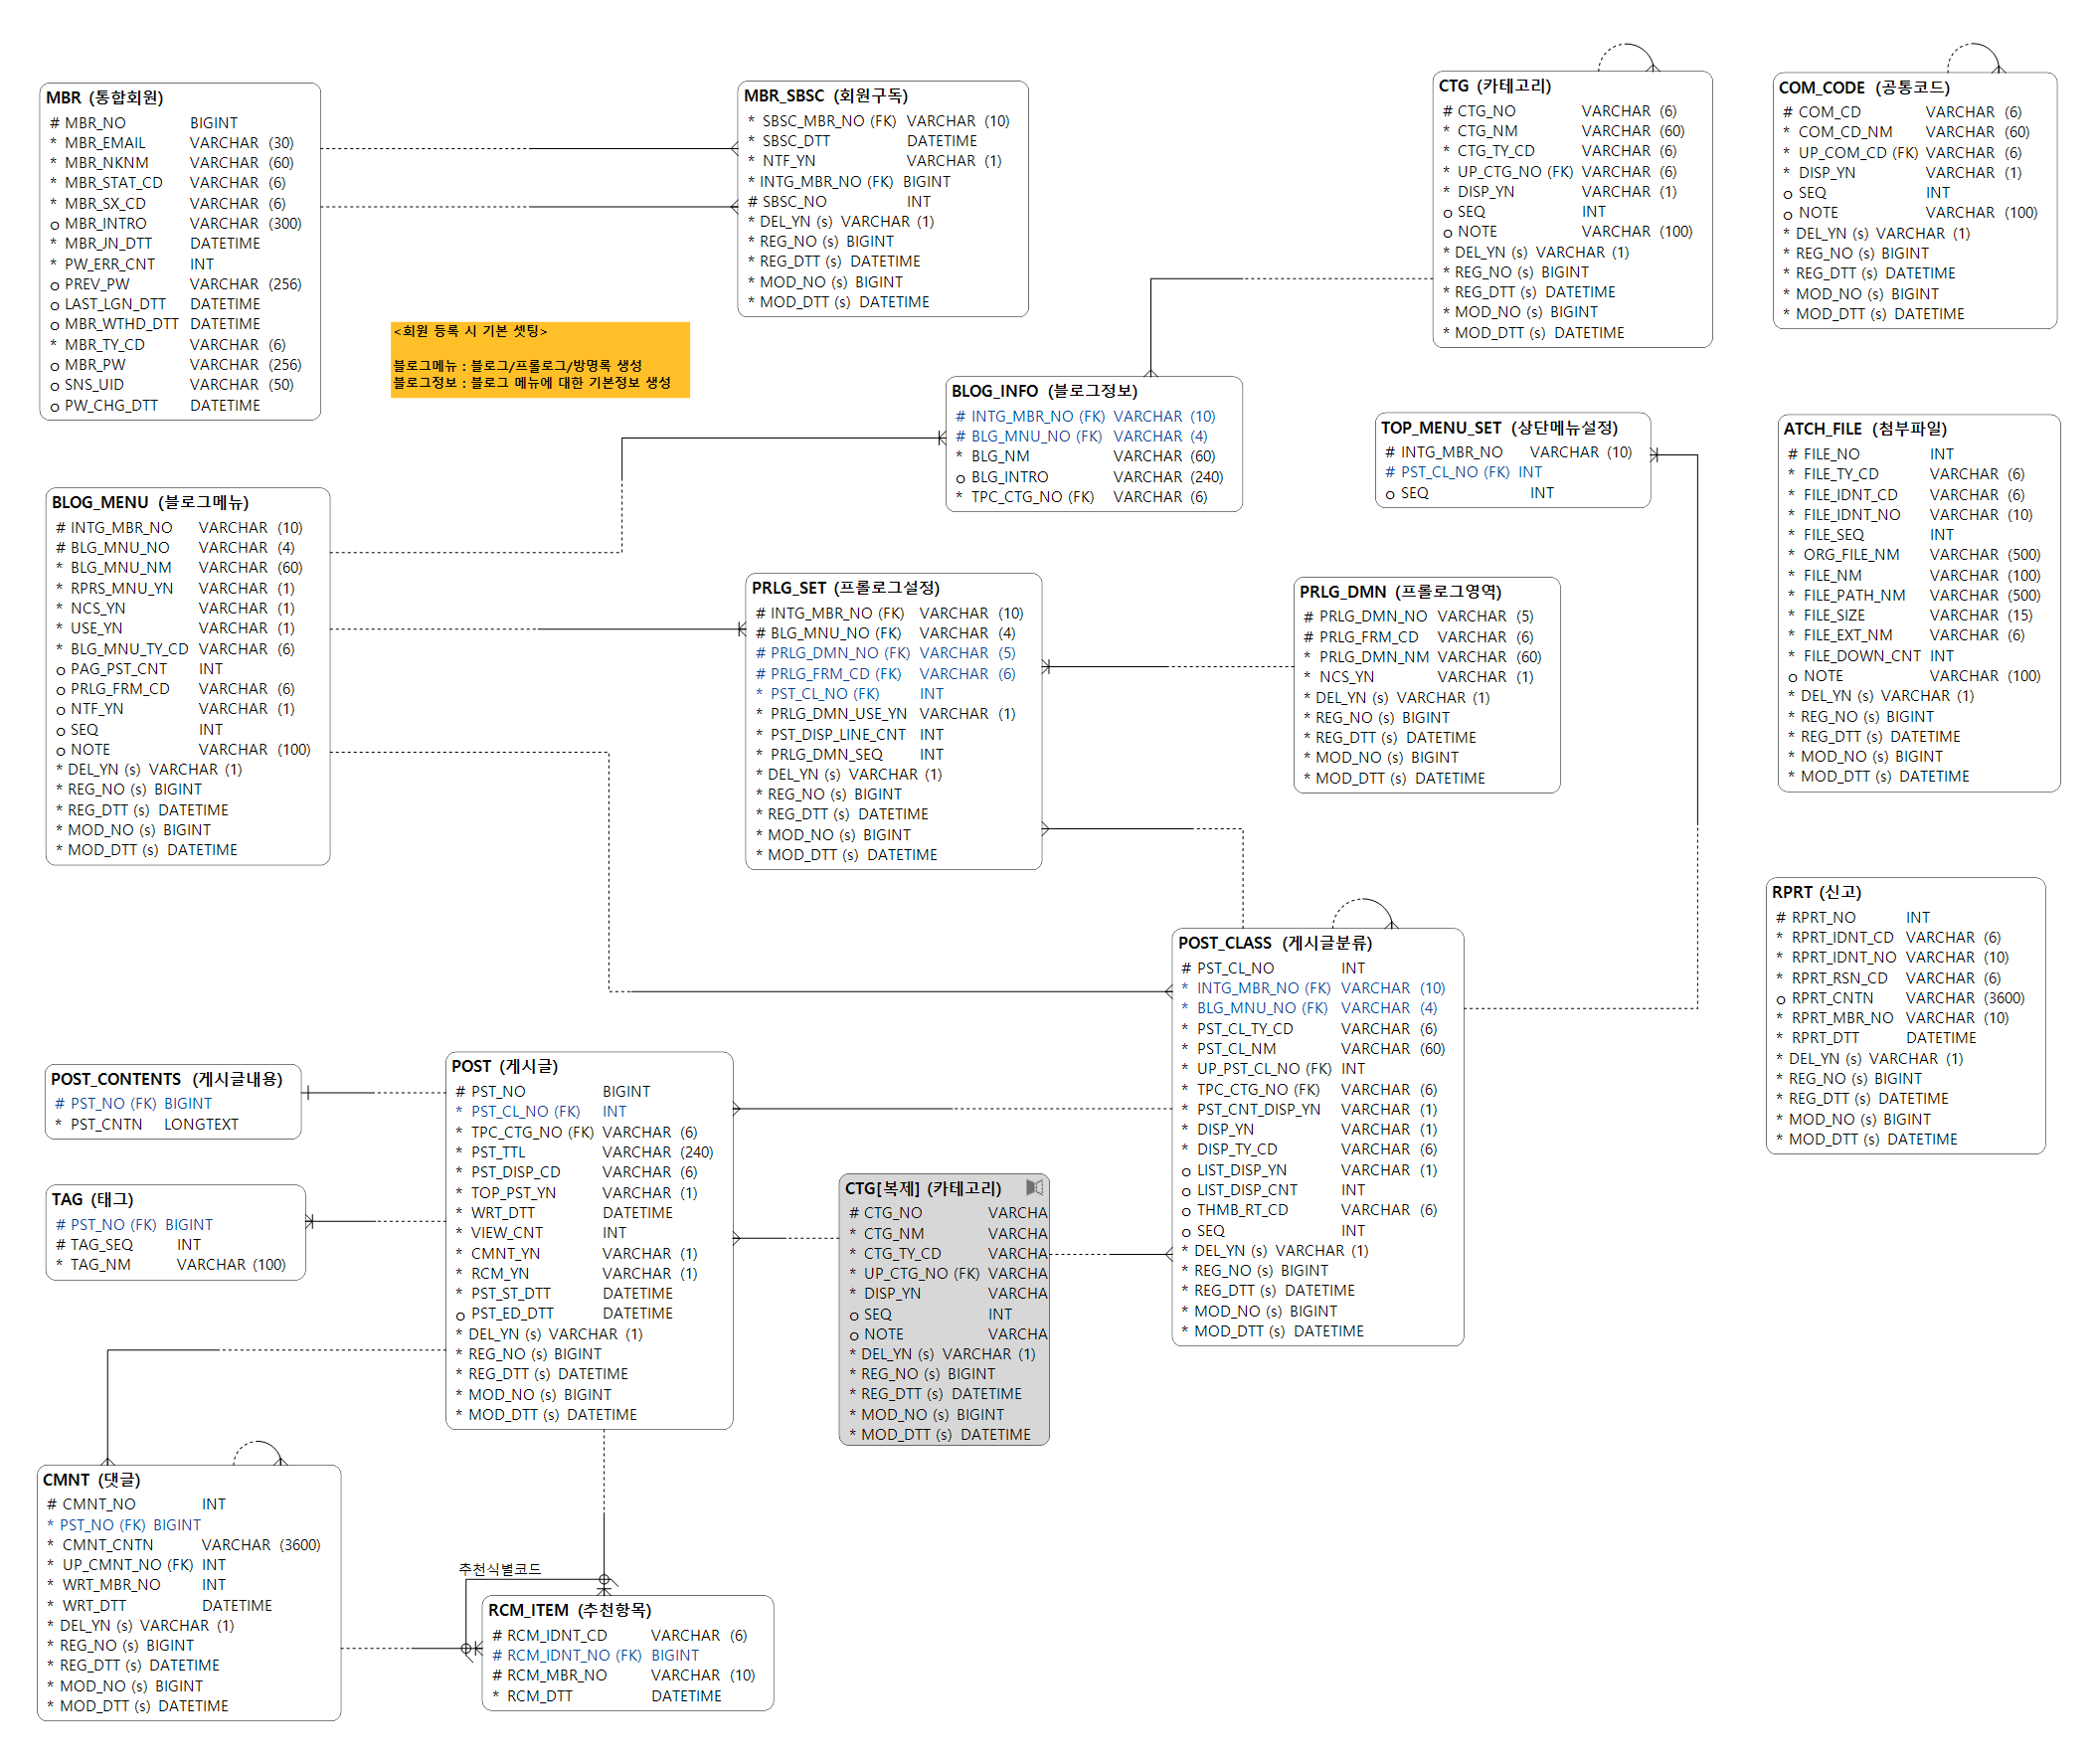 MBR (통합회원)
# MBR_NO BIGINT
* MBR_EMAIL VARCHAR (30)
* MBR_NKNM VARCHAR (60)
* MBR_STAT_CD VARCHAR (6)
* MBR_SX_CD VARCHAR (6)
o MBR_INTRO VARCHAR (300)
* MBR_JN_DTT DATETIME
* PW_ERR_CNT INT
o PREV_PW VARCHAR (256)
o LAST_LGN_DTT DATETIME
o MBR_WTHD_DTT DATETIME
* MBR_TY_CD VARCHAR (6)
o MBR_PW VARCHAR (256)
o SNS_UID VARCHAR (50)
o PW_CHG_DTT DATETIME
MBR_SBSC (회원구독)
* SBSC_MBR_NO (FK) VARCHAR (10)
* SBSC_DTT DATETIME
* NTF_YN VARCHAR (1)
* INTG_MBR_NO (FK) BIGINT
# SBSC_NO INT
* DEL_YN (s) VARCHAR (1)
* REG_NO (s) BIGINT
* REG_DTT (s) DATETIME
* MOD_NO (s) BIGINT
* MOD_DTT (s) DATETIME
CTG (카테고리)
# CTG_NO VARCHAR (6)
* CTG_NM VARCHAR (60)
* CTG_TY_CD VARCHAR (6)
* UP_CTG_NO (FK) VARCHAR (6)
* DISP_YN VARCHAR (1)
o SEQ INT
o NOTE VARCHAR (100)
* DEL_YN (s) VARCHAR (1)
* REG_NO (s) BIGINT
* REG_DTT (s) DATETIME
* MOD_NO (s) BIGINT
* MOD_DTT (s) DATETIME
COM_CODE (공통코드)
# COM_CD VARCHAR (6)
* COM_CD_NM VARCHAR (60)
* UP_COM_CD (FK) VARCHAR (6)
* DISP_YN VARCHAR (1)
o SEQ INT
o NOTE VARCHAR (100)
* DEL_YN (s) VARCHAR (1)
* REG_NO (s) BIGINT
* REG_DTT (s) DATETIME
* MOD_NO (s) BIGINT
* MOD_DTT (s) DATETIME
<회원 등록 시 기본 셋팅>
블로그메뉴 : 블로그/프롤로그/방명록 생성
블로그정보 : 블로그 메뉴에 대한 기본정보 생성
BLOG_INFO (블로그정보)
# INTG_MBR_NO (FK) VARCHAR (10)
# BLG_MNU_NO (FK) VARCHAR (4)
* BLG_NM VARCHAR (60)
o BLG_INTRO VARCHAR (240)
* TPC_CTG_NO (FK) VARCHAR (6)
TOP_MENU_SET (상단메뉴설정)
# INTG_MBR_NO VARCHAR (10)
# PST_CL_NO (FK) INT
o SEQ INT
ATCH_FILE (첨부파일)
# FILE_NO INT
* FILE_TY_CD VARCHAR (6)
* FILE_IDNT_CD VARCHAR (6)
* FILE_IDNT_NO VARCHAR (10)
* FILE_SEQ INT
* ORG_FILE_NM VARCHAR (500)
* FILE_NM VARCHAR (100)
* FILE_PATH_NM VARCHAR (500)
* FILE_SIZE VARCHAR (15)
* FILE_EXT_NM VARCHAR (6)
* FILE_DOWN_CNT INT
o NOTE VARCHAR (100)
* DEL_YN (s) VARCHAR (1)
* REG_NO (s) BIGINT
* REG_DTT (s) DATETIME
* MOD_NO (s) BIGINT
* MOD_DTT (s) DATETIME
BLOG_MENU (블로그메뉴)
# INTG_MBR_NO VARCHAR (10)
# BLG_MNU_NO VARCHAR (4)
* BLG_MNU_NM VARCHAR (60)
* RPRS_MNU_YN VARCHAR (1)
* NCS_YN VARCHAR (1)
* USE_YN VARCHAR (1)
* BLG_MNU_TY_CD VARCHAR (6)
o PAG_PST_CNT INT
o PRLG_FRM_CD VARCHAR (6)
o NTF_YN VARCHAR (1)
o SEQ INT
o NOTE VARCHAR (100)
* DEL_YN (s) VARCHAR (1)
* REG_NO (s) BIGINT
* REG_DTT (s) DATETIME
* MOD_NO (s) BIGINT
* MOD_DTT (s) DATETIME
PRLG_SET (프롤로그설정)
# INTG_MBR_NO (FK) VARCHAR (10)
# BLG_MNU_NO (FK) VARCHAR (4)
# PRLG_DMN_NO (FK) VARCHAR (5)
# PRLG_FRM_CD (FK) VARCHAR (6)
* PST_CL_NO (FK) INT
* PRLG_DMN_USE_YN VARCHAR (1)
* PST_DISP_LINE_CNT INT
* PRLG_DMN_SEQ INT
* DEL_YN (s) VARCHAR (1)
* REG_NO (s) BIGINT
* REG_DTT (s) DATETIME
* MOD_NO (s) BIGINT
* MOD_DTT (s) DATETIME
PRLG_DMN (프롤로그영역)
# PRLG_DMN_NO VARCHAR (5)
# PRLG_FRM_CD VARCHAR (6)
* PRLG_DMN_NM VARCHAR (60)
* NCS_YN VARCHAR (1)
* DEL_YN (s) VARCHAR (1)
* REG_NO (s) BIGINT
* REG_DTT (s) DATETIME
* MOD_NO (s) BIGINT
* MOD_DTT (s) DATETIME
RPRT (신고)
# RPRT_NO INT
* RPRT_IDNT_CD VARCHAR (6)
* RPRT_IDNT_NO VARCHAR (10)
* RPRT_RSN_CD VARCHAR (6)
o RPRT_CNTN VARCHAR (3600)
* RPRT_MBR_NO VARCHAR (10)
* RPRT_DTT DATETIME
* DEL_YN (s) VARCHAR (1)
* REG_NO (s) BIGINT
* REG_DTT (s) DATETIME
* MOD_NO (s) BIGINT
* MOD_DTT (s) DATETIME
POST_CLASS (게시글분류)
# PST_CL_NO INT
* INTG_MBR_NO (FK) VARCHAR (10)
* BLG_MNU_NO (FK) VARCHAR (4)
* PST_CL_TY_CD VARCHAR (6)
* PST_CL_NM VARCHAR (60)
* UP_PST_CL_NO (FK) INT
* TPC_CTG_NO (FK) VARCHAR (6)
* PST_CNT_DISP_YN VARCHAR (1)
* DISP_YN VARCHAR (1)
* DISP_TY_CD VARCHAR (6)
o LIST_DISP_YN VARCHAR (1)
o LIST_DISP_CNT INT
o THMB_RT_CD VARCHAR (6)
o SEQ INT
* DEL_YN (s) VARCHAR (1)
* REG_NO (s) BIGINT
* REG_DTT (s) DATETIME
* MOD_NO (s) BIGINT
* MOD_DTT (s) DATETIME
POST_CONTENTS (게시글내용)
# PST_NO (FK) BIGINT
* PST_CNTN LONGTEXT
TAG (태그)
# PST_NO (FK) BIGINT
# TAG_SEQ INT
* TAG_NM VARCHAR (100)
POST (게시글)
# PST_NO BIGINT
* PST_CL_NO (FK) INT
* TPC_CTG_NO (FK) VARCHAR (6)
* PST_TTL VARCHAR (240)
* PST_DISP_CD VARCHAR (6)
* TOP_PST_YN VARCHAR (1)
* WRT_DTT DATETIME
* VIEW_CNT INT
* CMNT_YN VARCHAR (1)
* RCM_YN VARCHAR (1)
* PST_ST_DTT DATETIME
o PST_ED_DTT DATETIME
* DEL_YN (s) VARCHAR (1)
* REG_NO (s) BIGINT
* REG_DTT (s) DATETIME
* MOD_NO (s) BIGINT
* MOD_DTT (s) DATETIME
CTG[복제] (카테고리)
# CTG_NO VARCHA
* CTG_NM VARCHA
* CTG_TY_CD VARCHA
* UP_CTG_NO (FK) VARCHA
* DISP_YN VARCHA
o SEQ INT
o NOTE VARCHA
* DEL_YN (s) VARCHAR (1)
* REG_NO (s) BIGINT
* REG_DTT (s) DATETIME
* MOD_NO (s) BIGINT
* MOD_DTT (s) DATETIME
CMNT (댓글)
# CMNT_NO INT
* PST_NO (FK) BIGINT
* CMNT_CNTN VARCHAR (3600)
* UP_CMNT_NO (FK) INT
* WRT_MBR_NO INT
* WRT_DTT DATETIME
* DEL_YN (s) VARCHAR (1)
* REG_NO (s) BIGINT
* REG_DTT (s) DATETIME
* MOD_NO (s) BIGINT
* MOD_DTT (s) DATETIME
추천식별코드
RCM_ITEM (추천항목)
# RCM_IDNT_CD VARCHAR (6)
# RCM_IDNT_NO (FK) BIGINT
# RCM_MBR_NO VARCHAR (10)
* RCM_DTT DATETIME